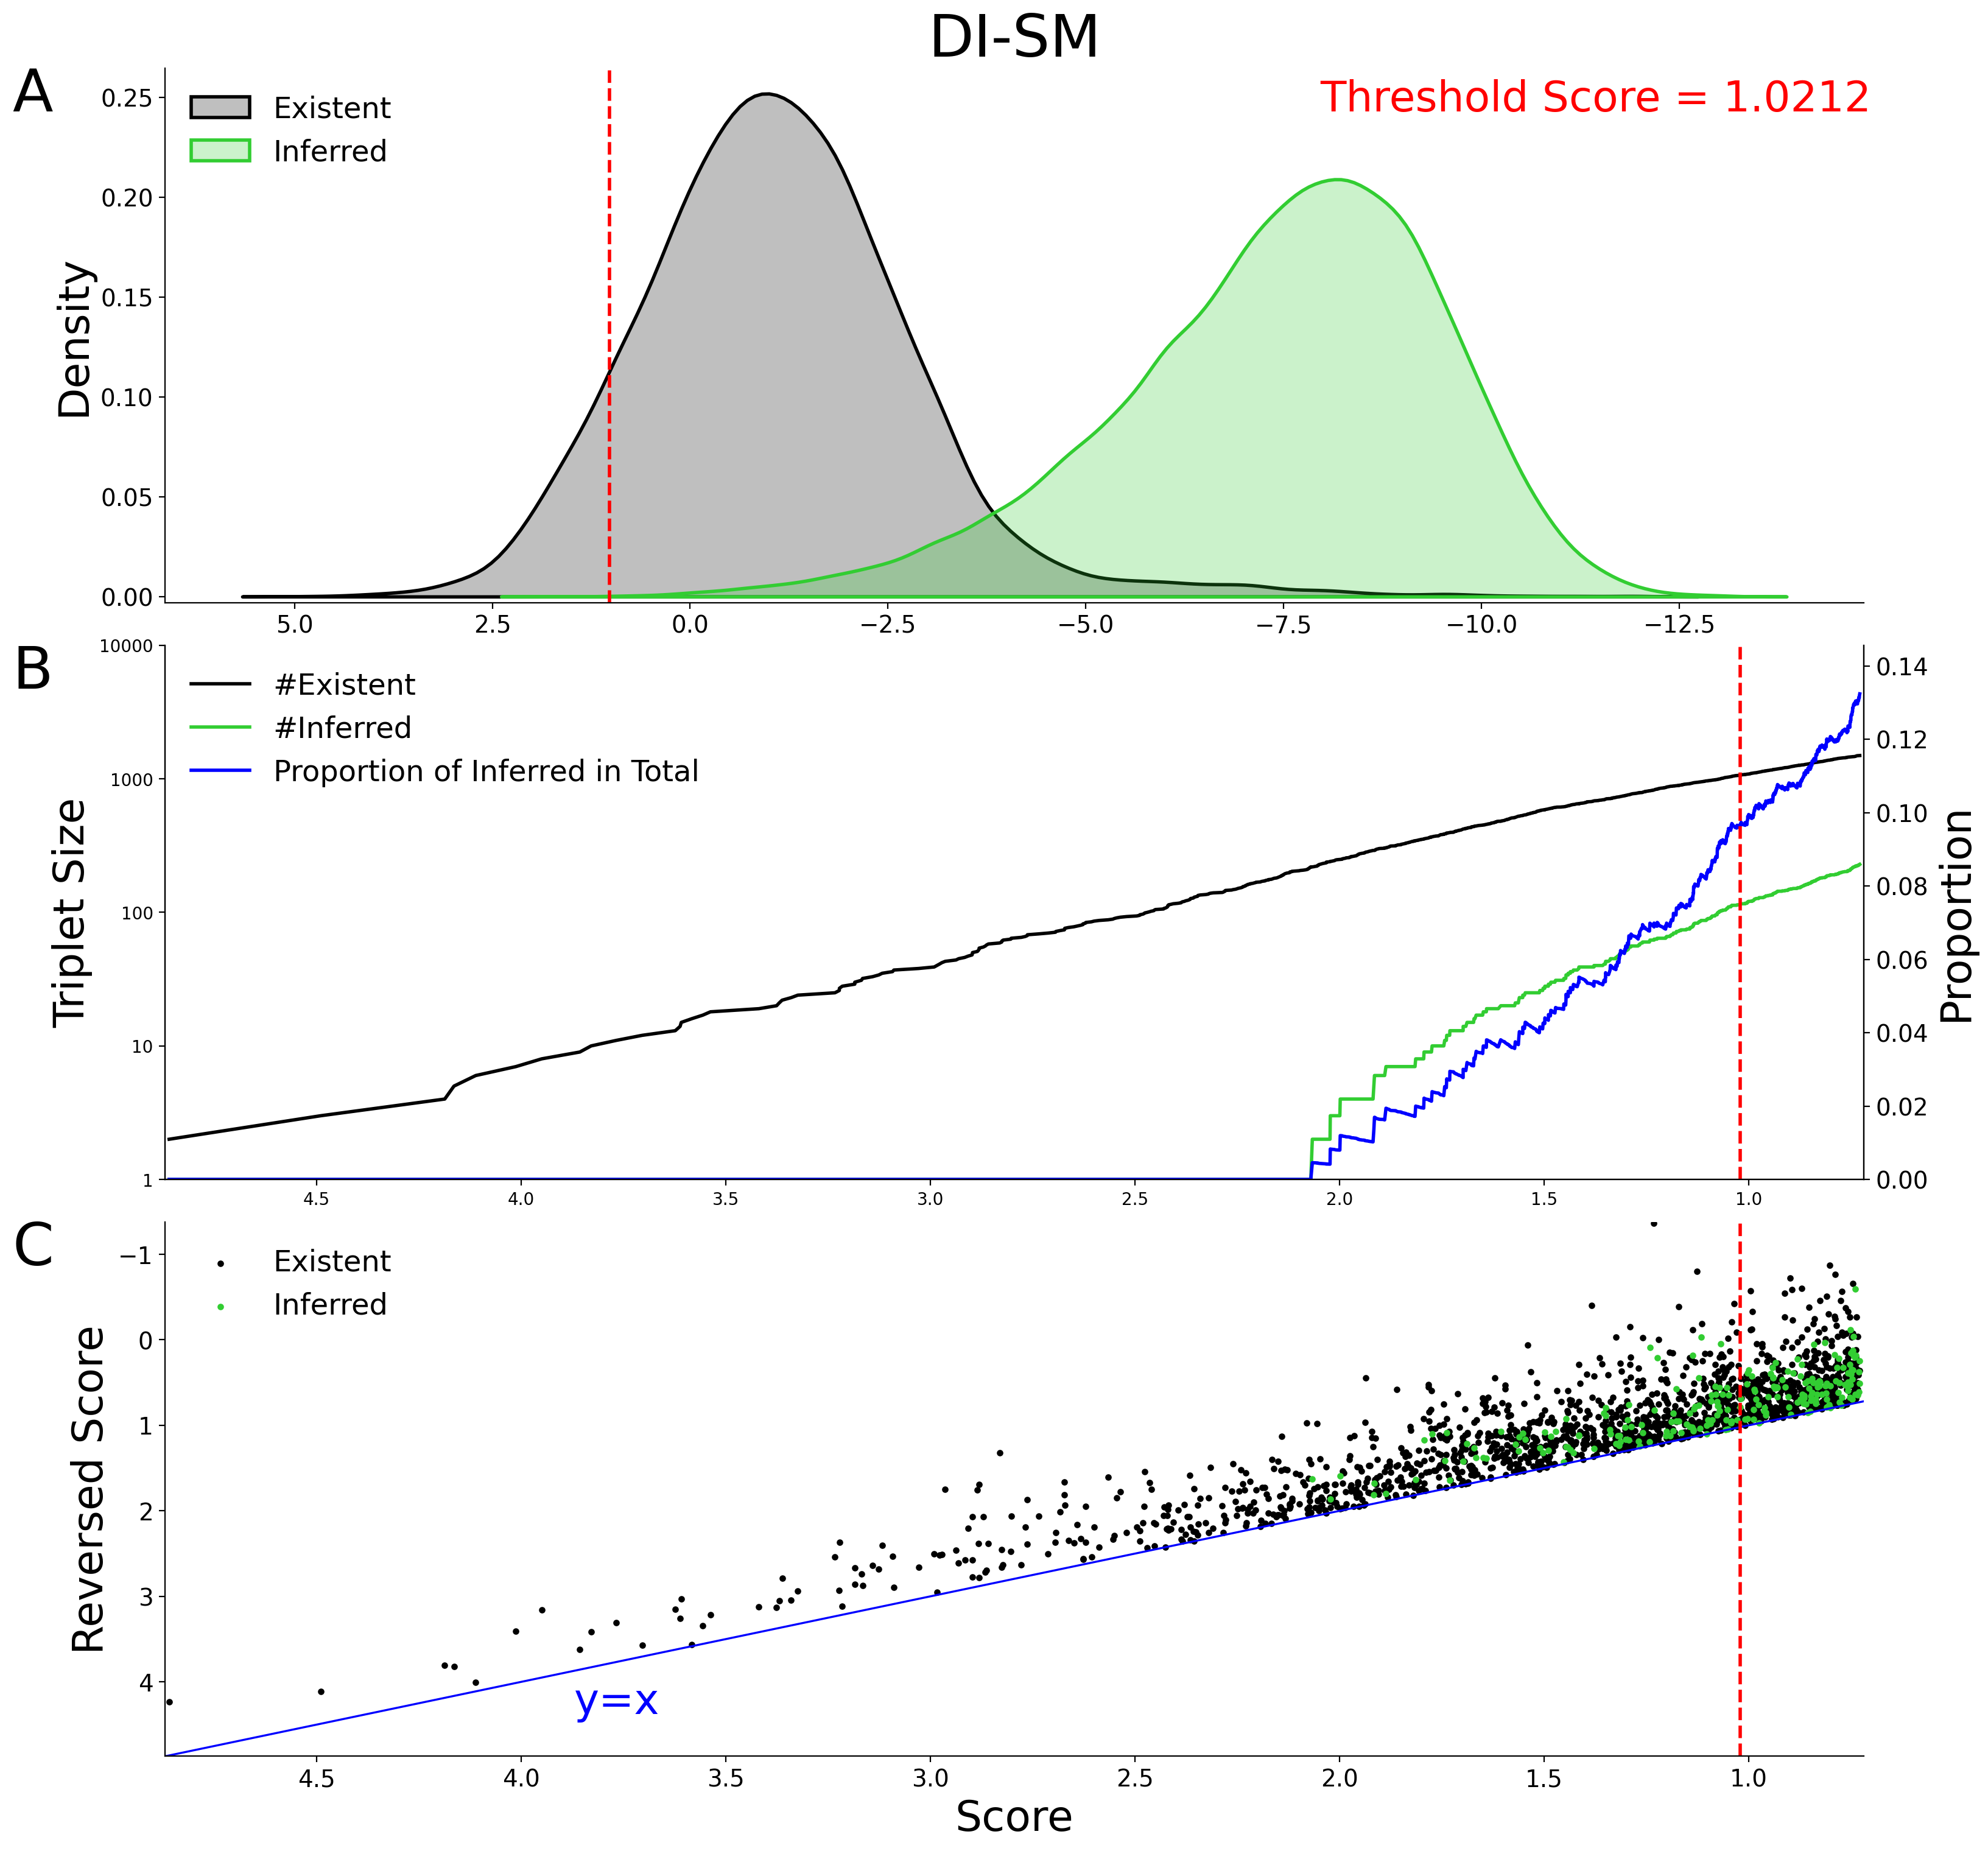 DI-SM
A
Threshold Score = 1.0212
Existent
Inferred
Density
0.25
0.20
0.15
0.10
0.05
0.00
5.0 2.5 0.0 −2.5 −5.0 −7.5 −10.0 −12.5
B
#Existent
#Inferred
Proportion of Inferred in Total
Triplet Size
10000
1000
100
10
1
Proportion
0.14
0.12
0.10
0.08
0.06
0.04
0.02
0.00
4.5 4.0 3.5 3.0 2.5 2.0 1.5 1.0
C
Existent
Inferred
Reversed Score
−1
0
1
2
3
4
y=x
4.5 4.0 3.5 3.0 2.5 2.0 1.5 1.0
Score